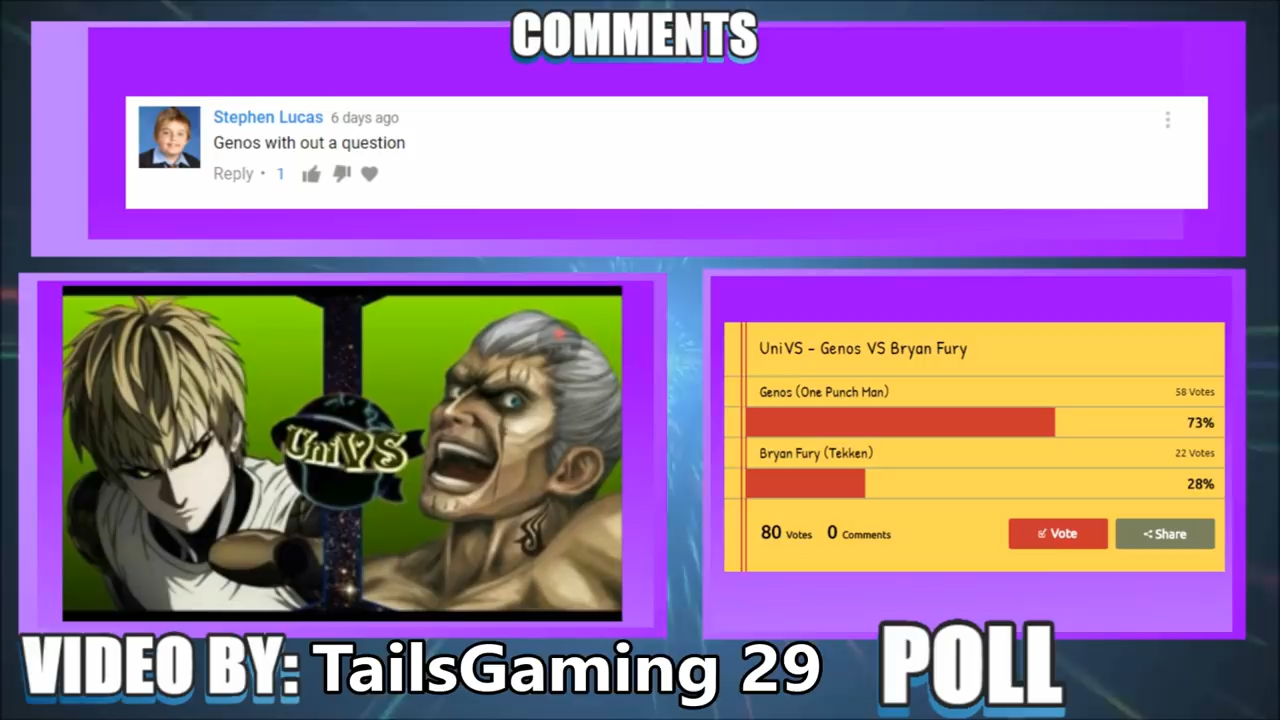 COMMENTS
Stephen Lucas 6 days ago
Genos with out a question
Reply • 1
UniVS
UniVS - Genos VS Bryan Fury
Genos (One Punch Man) 58 Votes
73%
Bryan Fury (Tekken) 22 Votes
28%
80 Votes 0 Comments
Vote
Share
VIDEO BY: TailsGaming 29
POLL